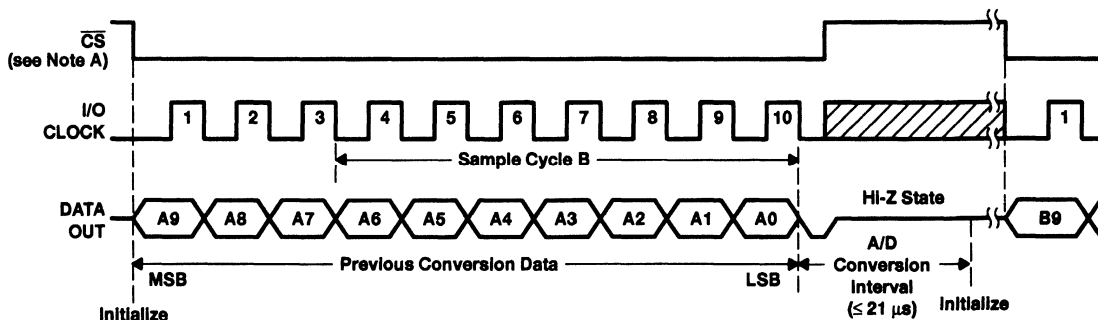 CS
(see Note A)
I/O
CLOCK
1 2 3 4 5 6 7 8 9 10 1
Sample Cycle B
DATA
OUT
A9 A8 A7 A6 A5 A4 A3 A2 A1 A0 B9
Hi-Z State
Previous Conversion Data
MSB LSB
A/D
Conversion
Interval
(≤ 21 μs)
Initialize
Initialize